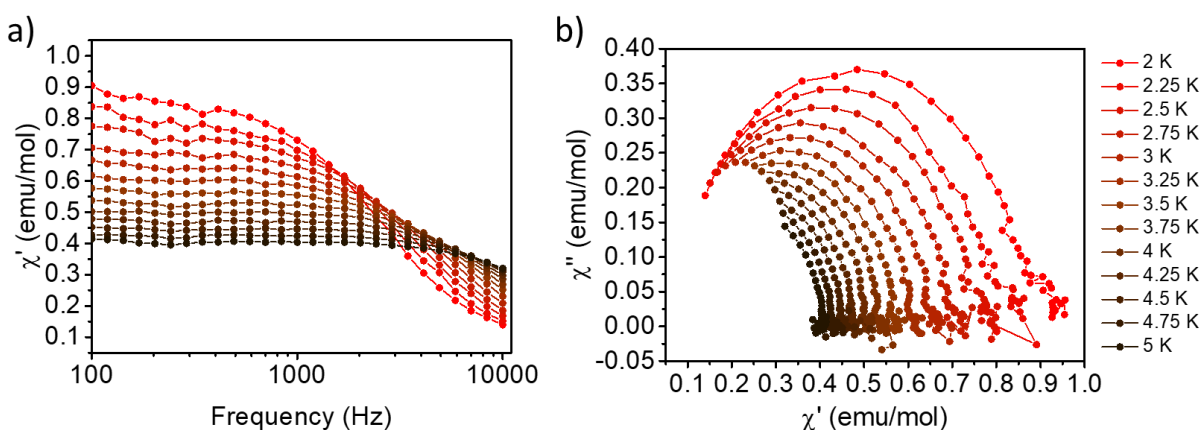 a)
χ' (emu/mol)
1.0
0.9
0.8
0.7
0.6
0.5
0.4
0.3
0.2
0.1
100
1000
10000
Frequency (Hz)
b)
χ'' (emu/mol)
0.40
0.35
0.30
0.25
0.20
0.15
0.10
0.05
0.00
-0.05
0.1 0.2 0.3 0.4 0.5 0.6 0.7 0.8 0.9 1.0
χ' (emu/mol)
2 K
2.25 K
2.5 K
2.75 K
3 K
3.25 K
3.5 K
3.75 K
4 K
4.25 K
4.5 K
4.75 K
5 K